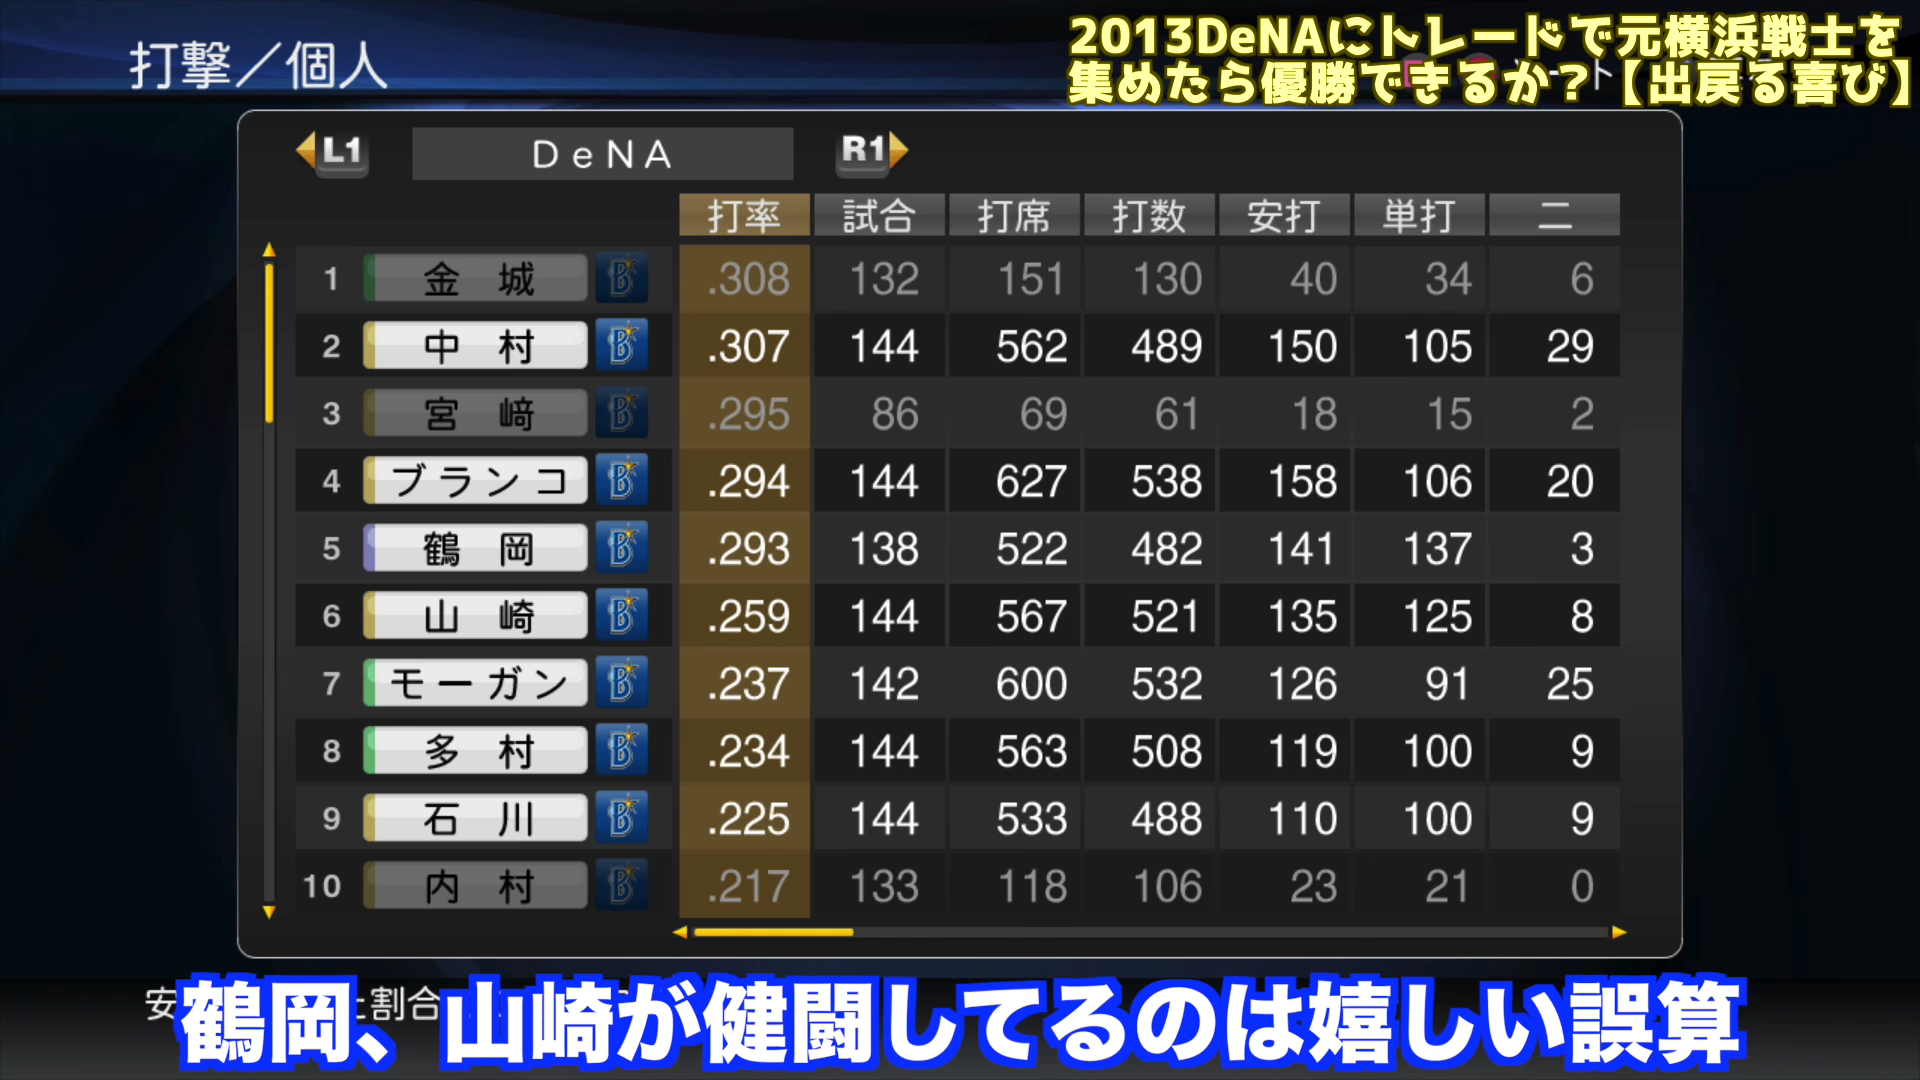 2013DeNAにトレードで元横浜戦士を
集めたら優勝できるか？【出戻る喜び】
打撃／個人
L1 DeNA R1
打率 試合 打席 打数 安打 単打 二
1 金城 .308 132 151 130 40 34 6
2 中村 .307 144 562 489 150 105 29
3 宮﨑 .295 86 69 61 18 15 2
4 ブランコ .294 144 627 538 158 106 20
5 鶴岡 .293 138 522 482 141 137 3
6 山崎 .259 144 567 521 135 125 8
7 モーガン .237 142 600 532 126 91 25
8 多村 .234 144 563 508 119 100 9
9 石川 .225 144 533 488 110 100 9
10 内村 .217 133 118 106 23 21 0
鶴岡、山崎が健闘してるのは嬉しい誤算